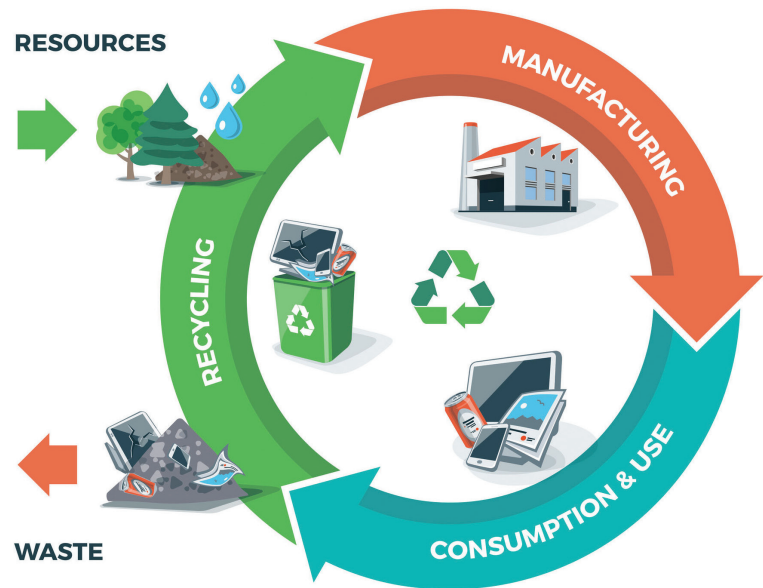 RESOURCES
MANUFACTURING
RECYCLING
CONSUMPTION & USE
WASTE